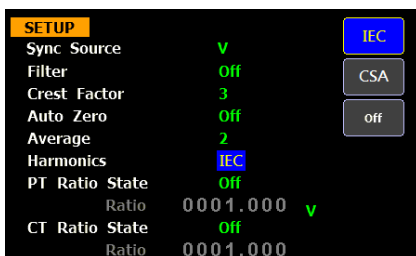 SETUP
Sync Source V
Filter Off
Crest Factor 3
Auto Zero Off
Average 2
Harmonics IEC
PT Ratio State Off
Ratio 0001.000 V
CT Ratio State Off
Ratio 0001.000
IEC
CSA
Off